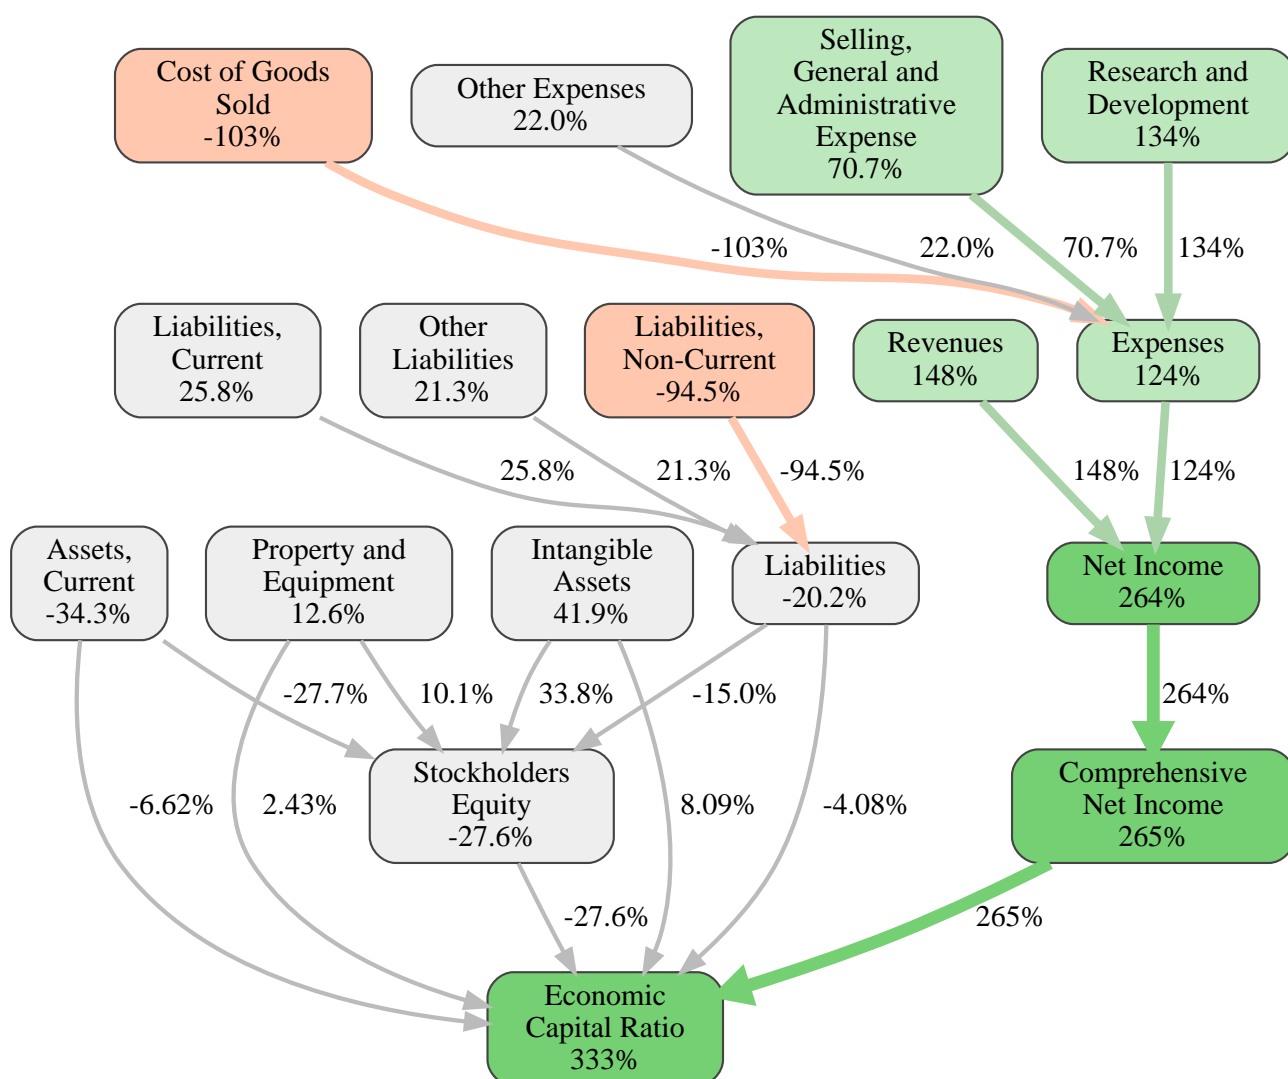 Cost of Goods
Sold
-103%
Other Expenses
22.0%
Selling,
General and
Administrative
Expense
70.7%
Research and
Development
134%
-103%
22.0%
70.7%
134%
Liabilities,
Current
25.8%
Other
Liabilities
21.3%
Liabilities,
Non-Current
-94.5%
Revenues
148%
Expenses
124%
25.8%
21.3%
-94.5%
148%
124%
Assets,
Current
-34.3%
Property and
Equipment
12.6%
Intangible
Assets
41.9%
Liabilities
-20.2%
Net Income
264%
-27.7%
10.1%
33.8%
-15.0%
264%
Stockholders
Equity
-27.6%
Comprehensive
Net Income
265%
-6.62%
2.43%
8.09%
-4.08%
-27.6%
265%
Economic
Capital Ratio
333%